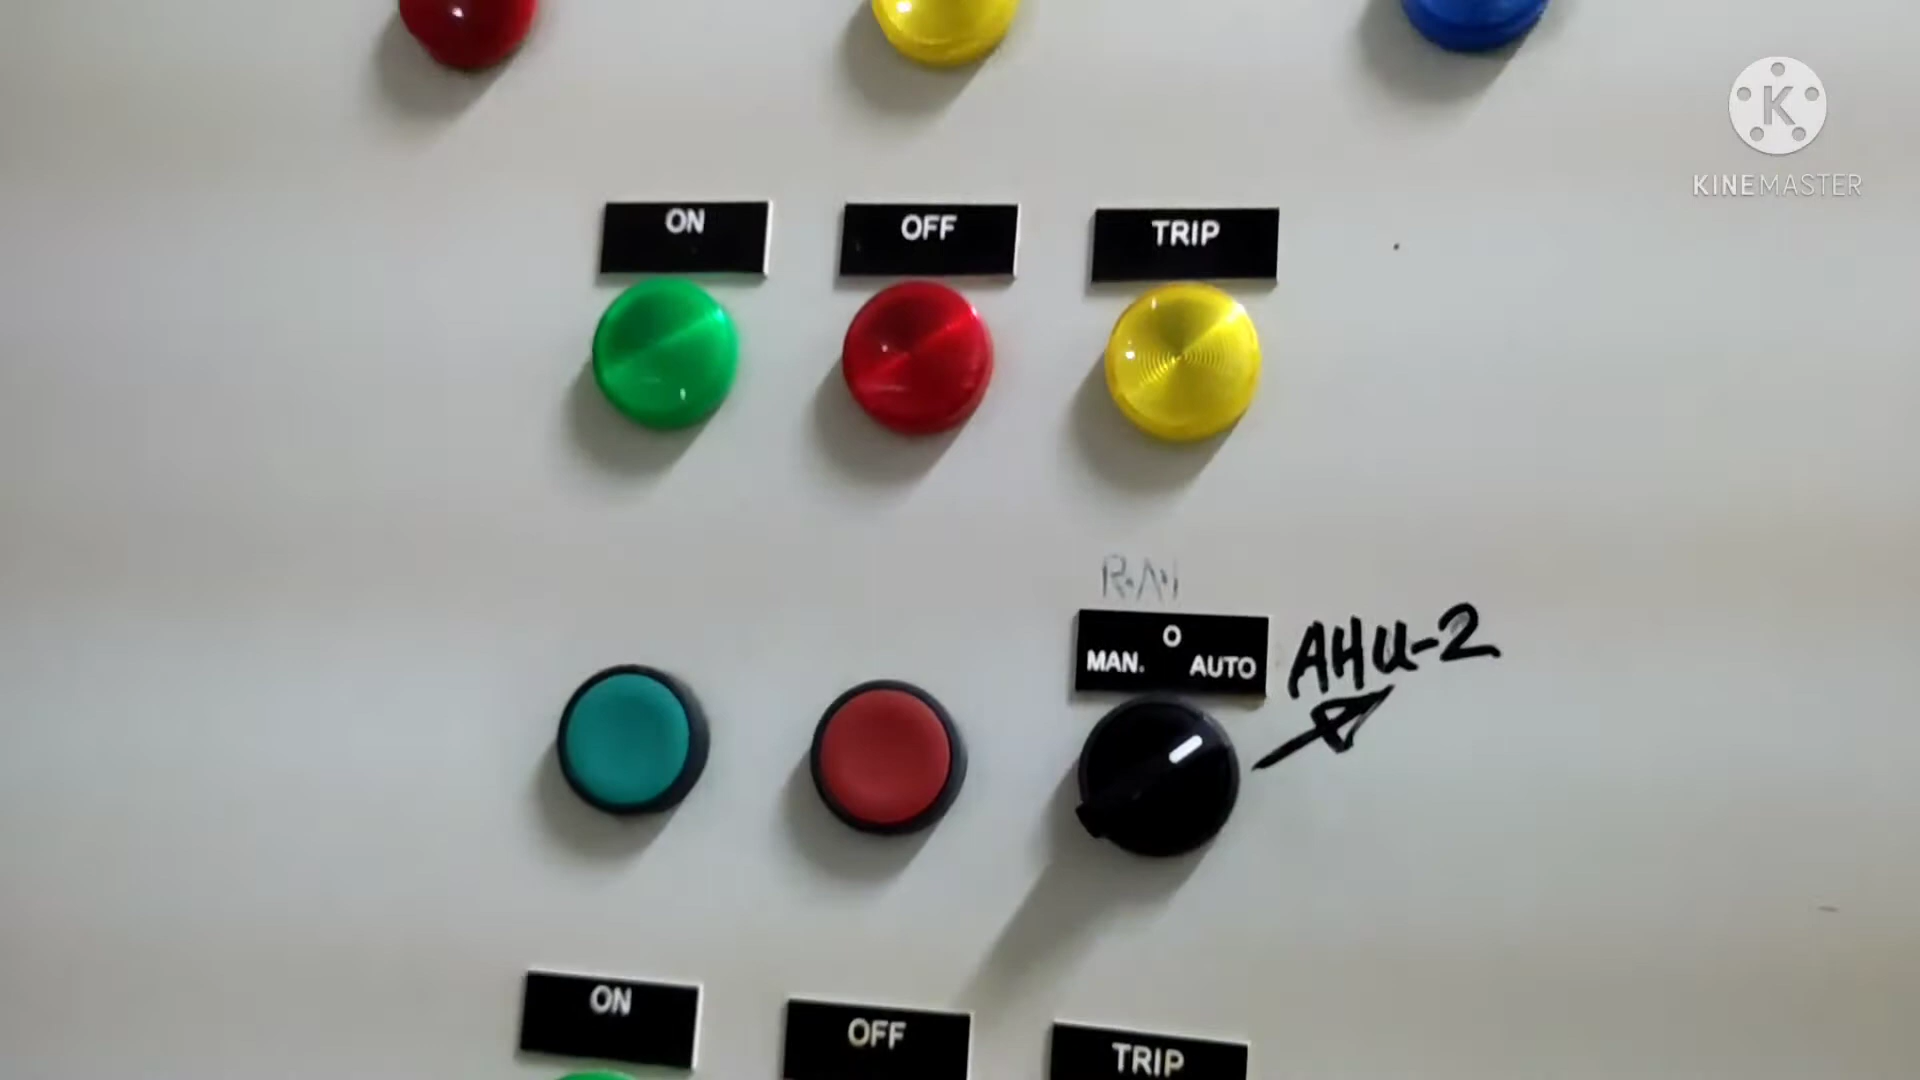 KINEMASTER
ON
OFF
TRIP
O
MAN.
AUTO
AHU-2
ON
OFF
TRIP